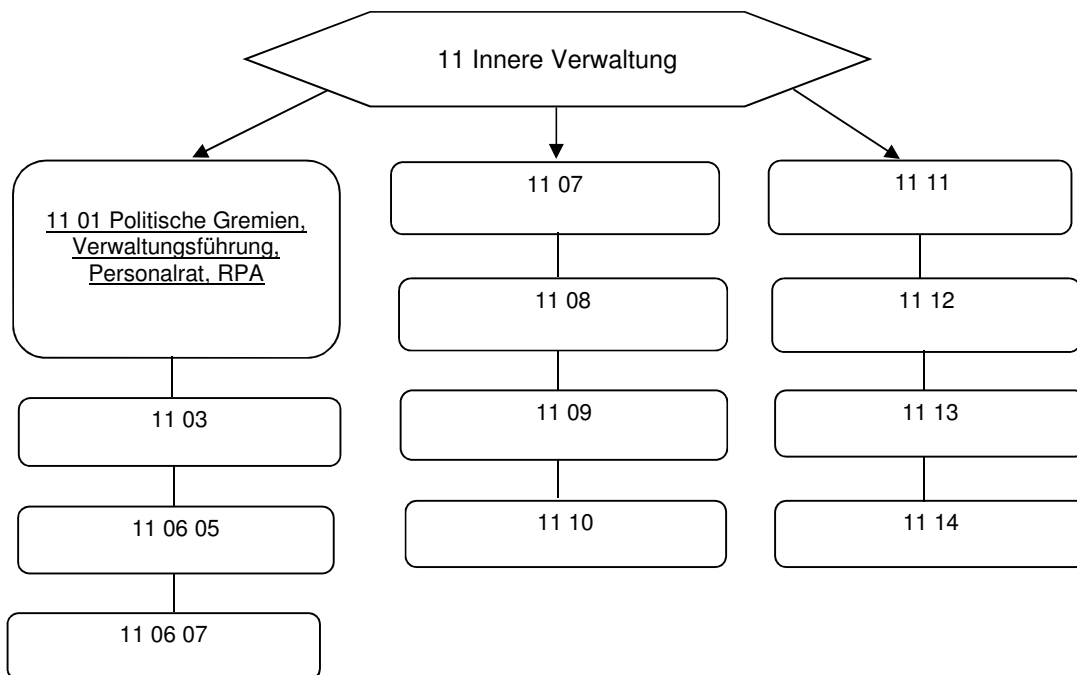 11 Innere Verwaltung
11 01 Politische Gremien,
Verwaltungsführung,
Personalrat, RPA
11 03
11 06 05
11 06 07
11 07
11 08
11 09
11 10
11 11
11 12
11 13
11 14